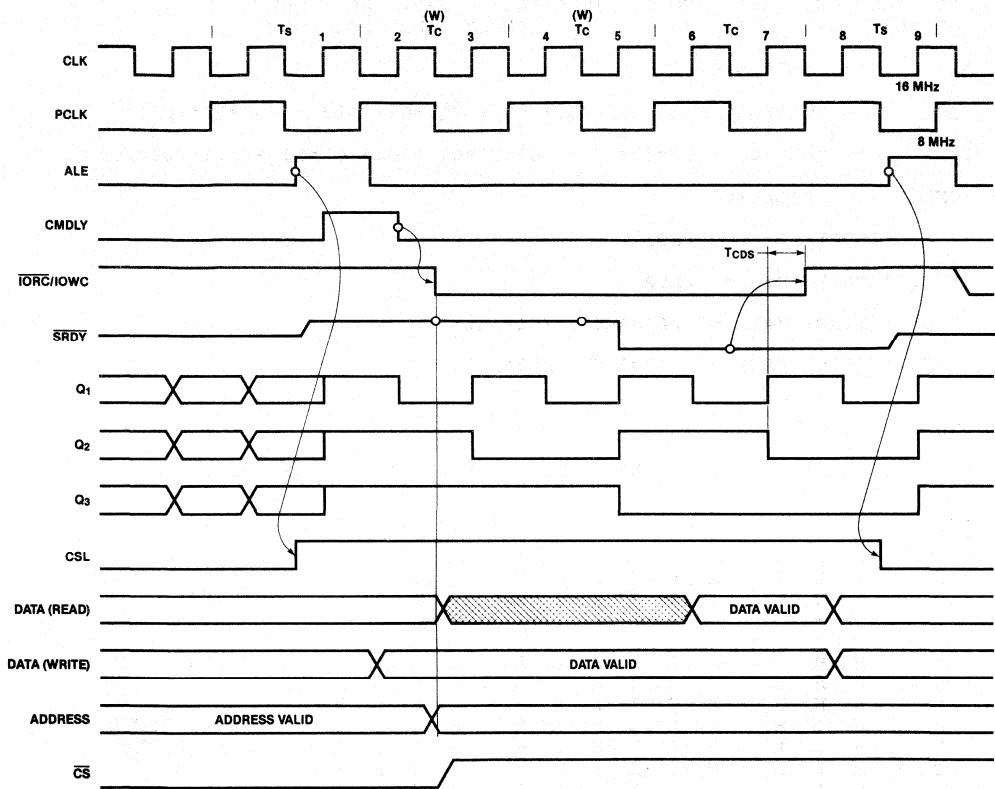 (W) (W)
TS 1 2 TC 3 4 TC 5 6 TC 7 8 TS 9
CLK
16 MHz
PCLK
8 MHz
ALE
CMDLY
TCDS
IORC/IOWC
SRDY
Q1
Q2
Q3
CSL
DATA (READ) DATA VALID
DATA (WRITE) DATA VALID
ADDRESS ADDRESS VALID
CS